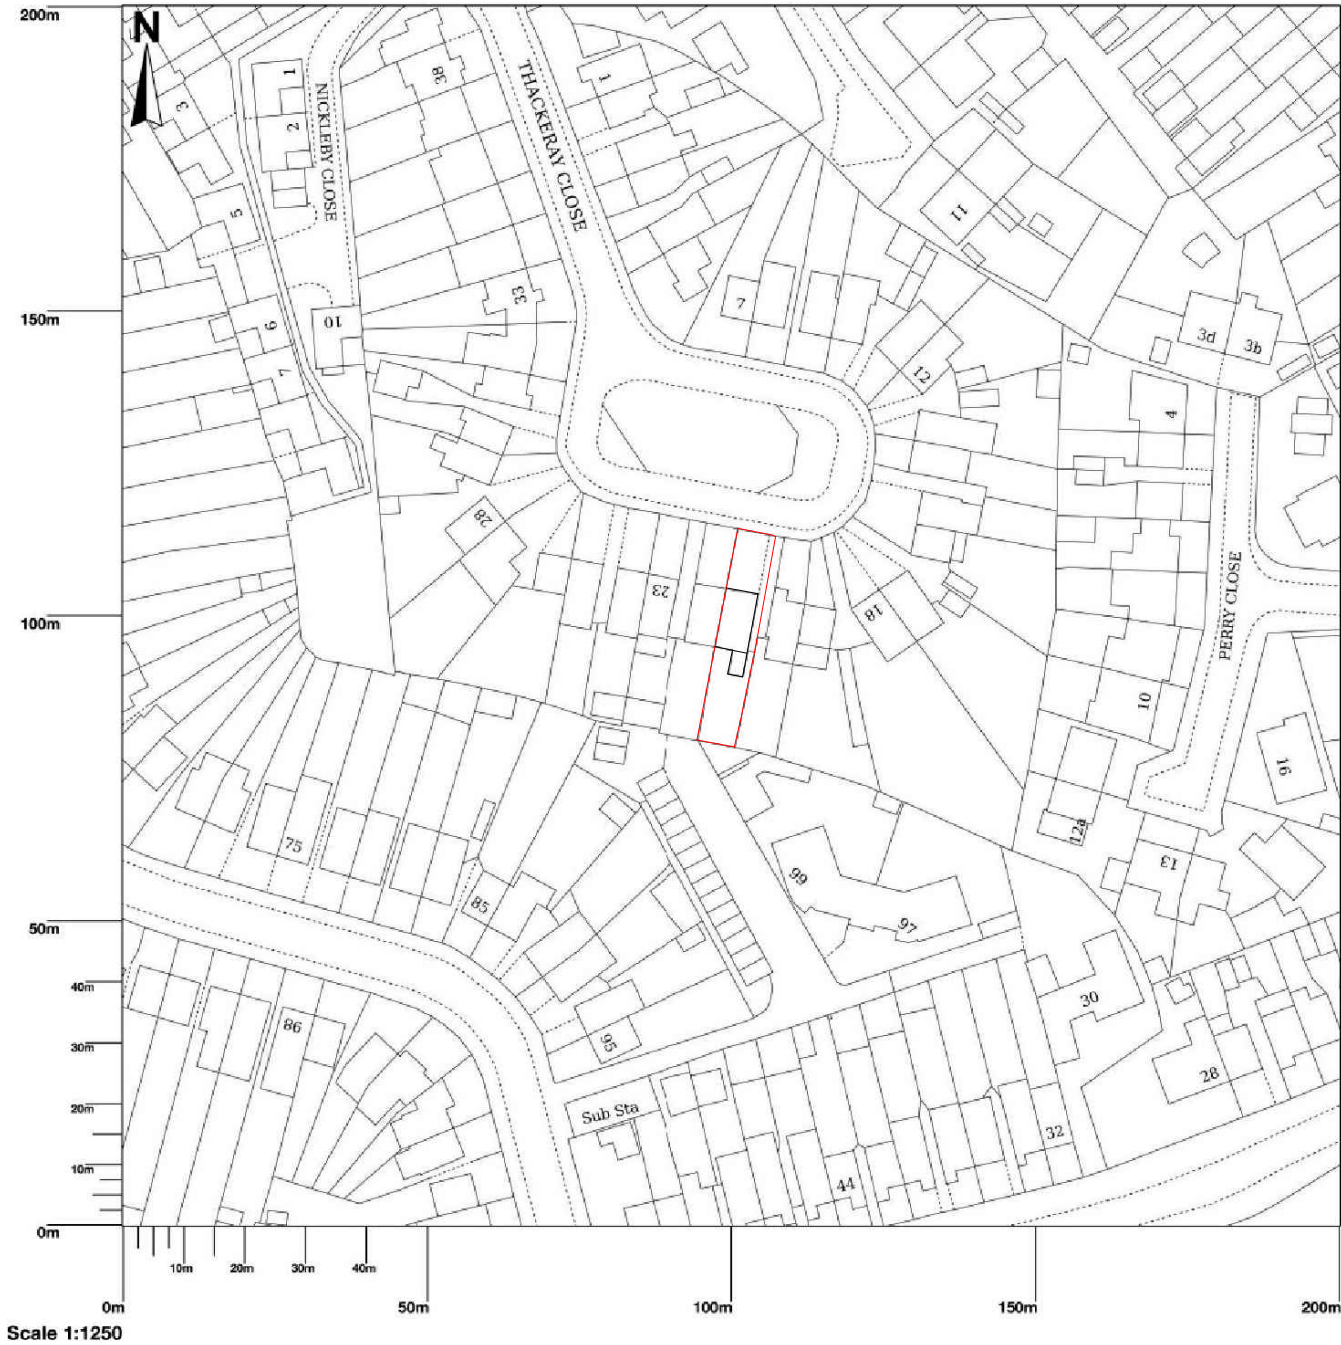 200m
N
1
NICKLEBY CLOSE
38
THACKERAY CLOSE
1
3
2
5
11
33
7
150m
6
10
3d
3b
7
12
4
28
PERRY CLOSE
23
18
100m
10
16
75
12a
13
99
85
97
50m
40m
30
86
30m
95
28
20m
Sub Sta
32
10m
44
0m
10m
20m
30m
40m
0m
50m
100m
150m
200m
Scale 1:1250